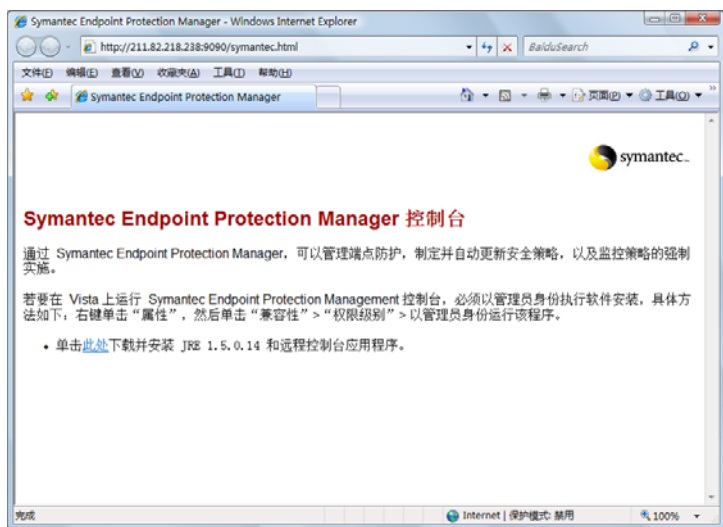 Symantec Endpoint Protection Manager - Windows Internet Explorer
http://211.82.218.238:9090/symantec.html
BaiduSearch
文件(F) 编辑(E) 查看(V) 收藏夹(A) 工具(T) 帮助(H)
Symantec Endpoint Protection Manager
页面(P) 工具(O)
symantec.
Symantec Endpoint Protection Manager 控制台
通过 Symantec Endpoint Protection Manager，可以管理端点防护，制定并自动更新安全策略，以及监控策略的强制
实施。
若要在 Vista 上运行 Symantec Endpoint Protection Management 控制台，必须以管理员身份执行软件安装，具体方
法如下：右键单击“属性”，然后单击“兼容性”>“权限级别”>以管理员身份运行该程序。
• 单击此处下载并安装 JRE 1.5.0.14 和远程控制台应用程序。
完成
Internet | 保护模式: 禁用
100%